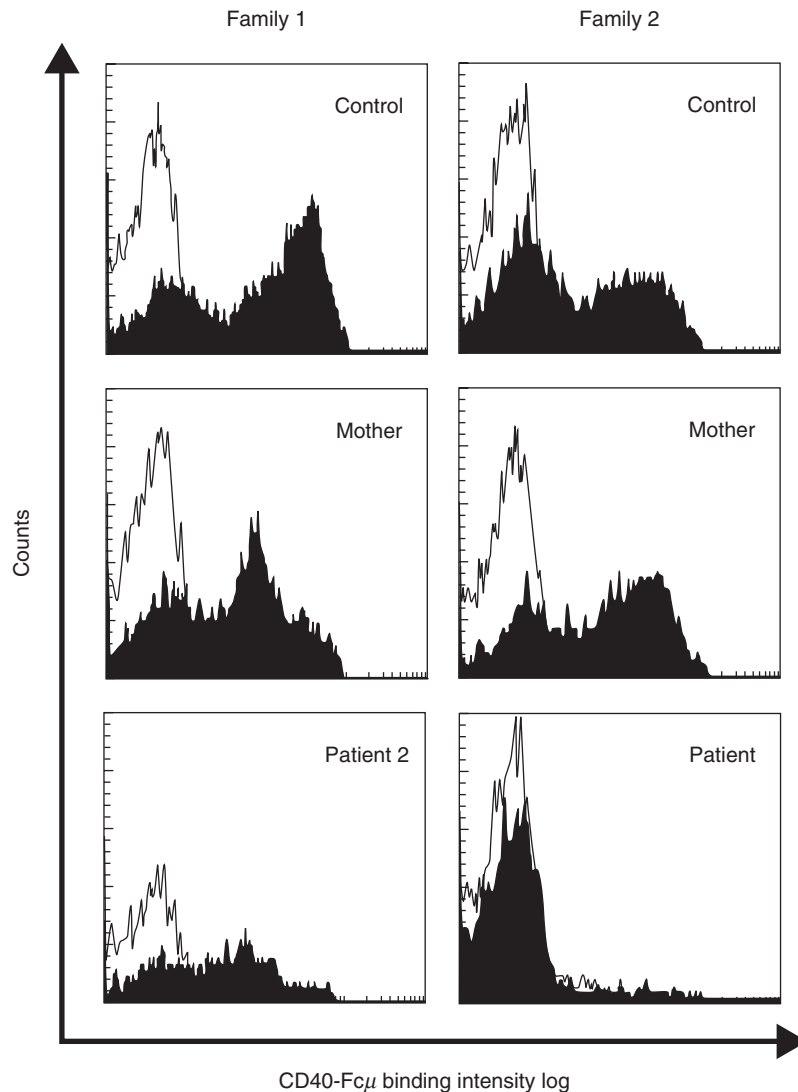 Family 1
Family 2
Control
Control
Mother
Mother
Patient 2
Patient
Counts
CD40-Fcμ binding intensity log